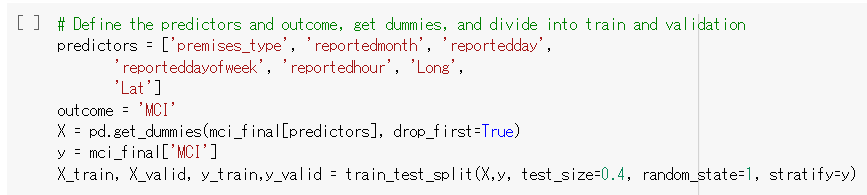 [ ] # Define the predictors and outcome, get dummies, and divide into train and validation
predictors = ['premises_type', 'reportedmonth', 'reportedday',
'reporteddayofweek', 'reportedhour', 'Long',
'Lat']
outcome = 'MCI'
X = pd.get_dummies(mci_final[predictors], drop_first=True)
y = mci_final['MCI']
X_train, X_valid, y_train,y_valid = train_test_split(X,y, test_size=0.4, random_state=1, stratify=y)